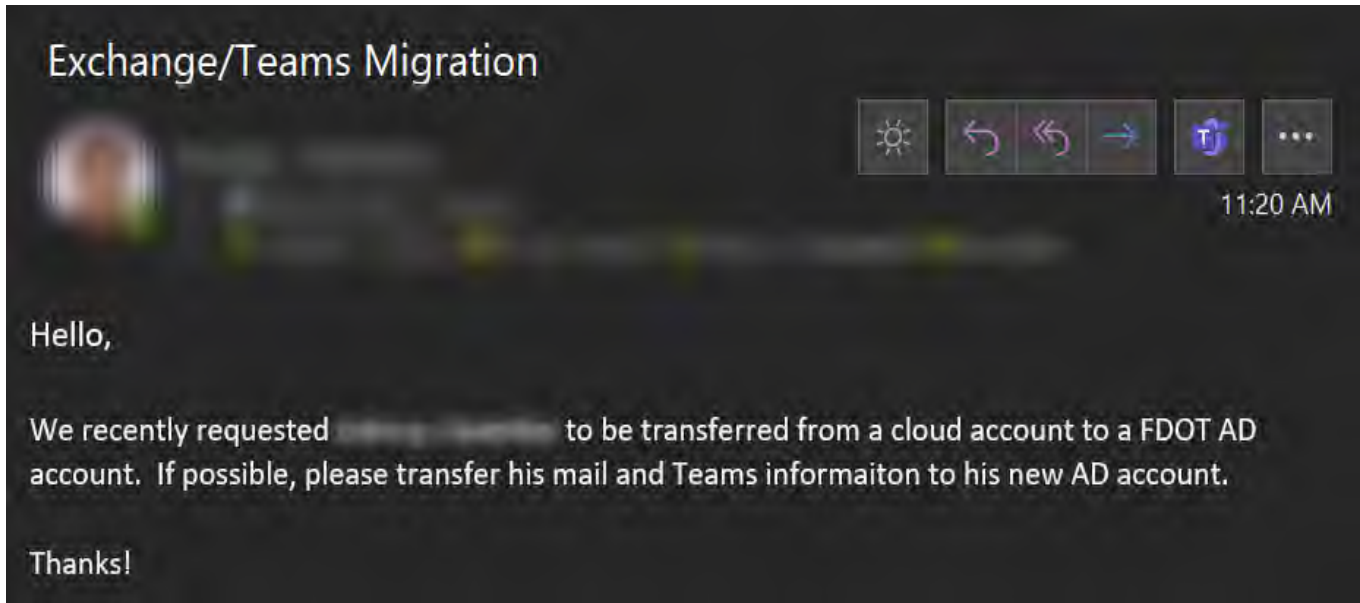 Exchange/Teams Migration
11:20 AM
Hello,
We recently requested to be transferred from a cloud account to a FDOT AD
account. If possible, please transfer his mail and Teams informaiton to his new AD account.
Thanks!